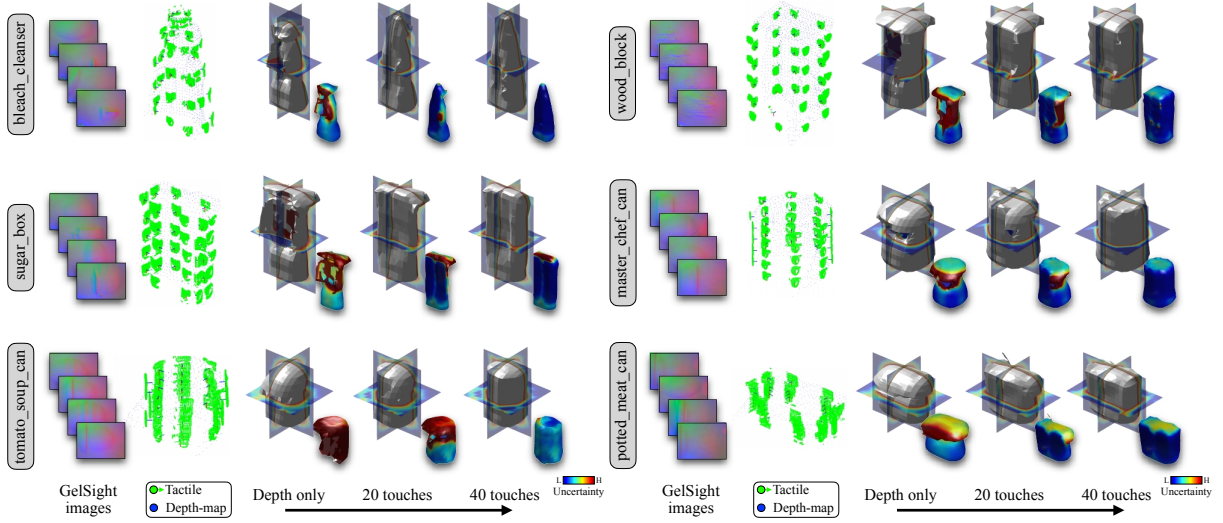 bleach_cleanser
wood_block
sugar_box
master_chef_can
tomato_soup_can
potted_meat_can
GelSight
images
Tactile
Depth-map
Depth only
20 touches
40 touches
L H
Uncertainty
GelSight
images
Tactile
Depth-map
Depth only
20 touches
40 touches
L H
Uncertainty